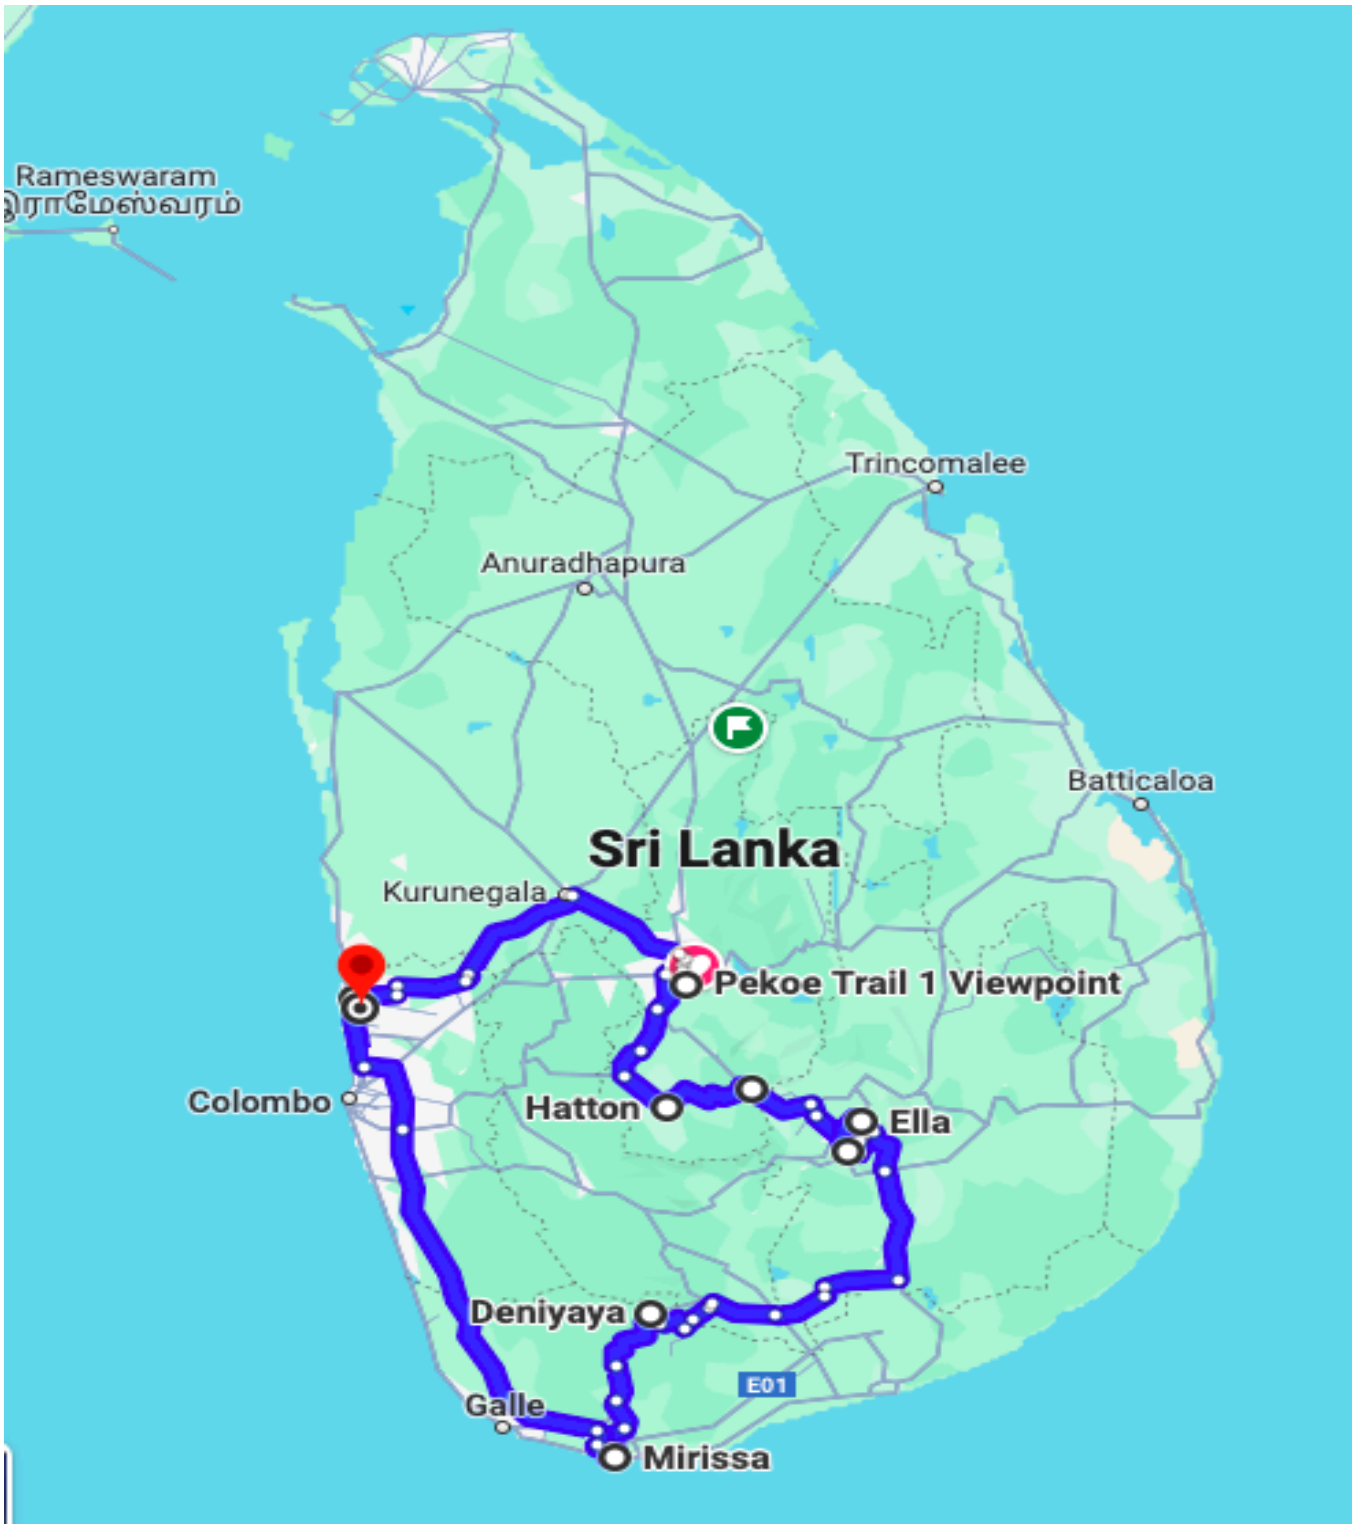 Rameswaram
இராமேஸ்வரம்
Trincomalee
Anuradhapura
Batticaloa
Sri Lanka
Kurunegala
Pekoe Trail 1 Viewpoint
Colombo
Hatton
Ella
Deniyaya
E01
Galle
Mirissa